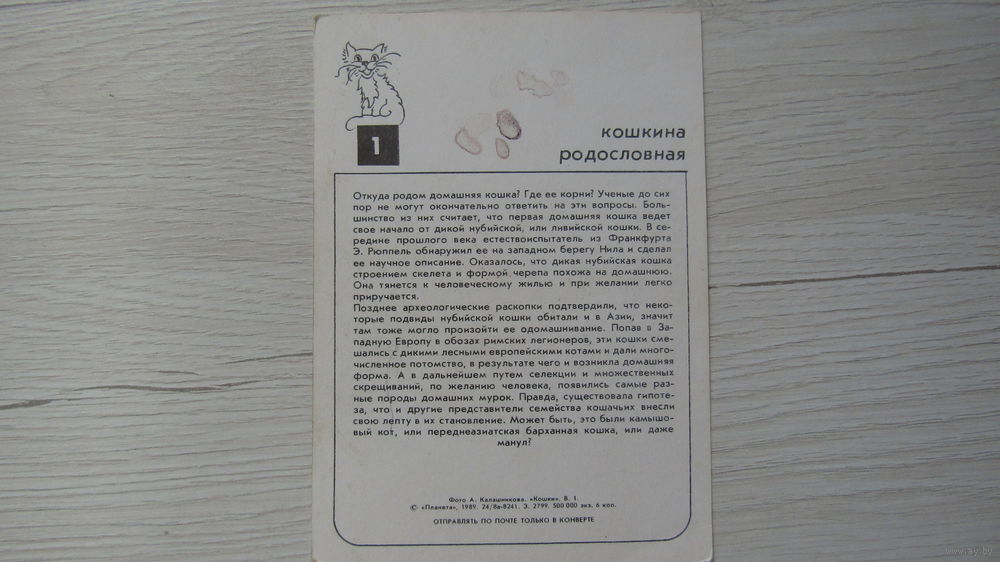 1
кошкина
родословная
Откуда родом домашняя кошка? Где ее корни? Ученые до сих
пор не могут окончательно ответить на эти вопросы. Боль-
шинство из них считает, что первая домашняя кошка ведет
свое начало от дикой нубийской, или ливийской кошки. В се-
редине прошлого века естествоиспытатель из Франкфурта
Э. Рюппель обнаружил ее на западном берегу Нила и сделал
ее научное описание. Оказалось, что дикая нубийская кошка
строением скелета и формой черепа похожа на домашнюю.
Она тянется к человеческому жилью и при желании легко
приручается.
Позднее археологические раскопки подтвердили, что неко-
торые подвиды нубийской кошки обитали и в Азии, значит
там тоже могло произойти ее одомашнивание. Попав в За-
падную Европу в обозах римских легионеров, эти кошки сме-
шались с дикими лесными европейскими котами и дали много-
численное потомство, в результате чего и возникла домашняя
форма. А в дальнейшем путем селекции и множественных
скрещиваний, по желанию человека, появились самые раз-
ные породы домашних мурок. Правда, существовала гипоте-
за, что и другие представители семейства кошачьих внесли
свою лепту в их становление. Может быть, это были камышо-
вый кот, или переднеазиатская барханная кошка, или даже
манул?
Фото А. Калашникова. «Кошки». В. 1.
© «Планета», 1989. 24/8а-8241. З. 2799. 500 000 экз. 6 коп.
ОТПРАВЛЯТЬ ПО ПОЧТЕ ТОЛЬКО В КОНВЕРТЕ
www.ay.by